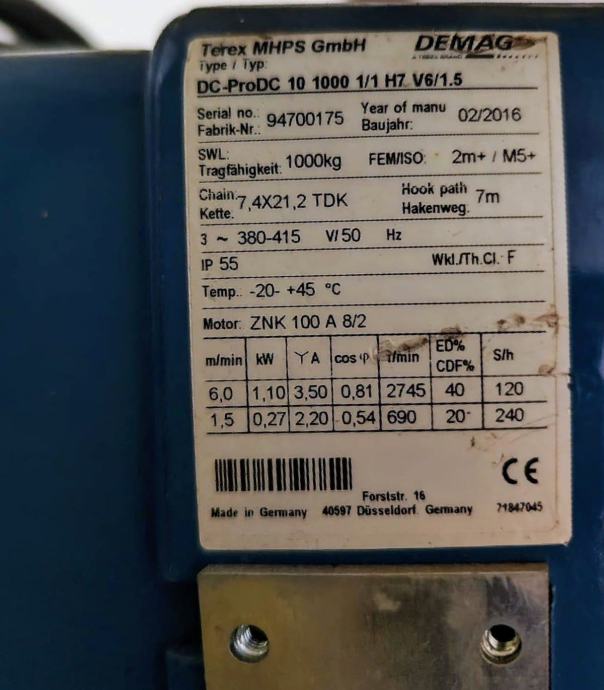 Terex MHPS GmbH DEMAG
Type / Typ:
DC-ProDC 10 1000 1/1 H7 V6/1.5
Serial no.: 94700175 Year of manu 02/2016
Fabrik-Nr.: Baujahr:
SWL: 1000kg FEM/ISO: 2m+ / M5+
Tragfähigkeit:
Chain: 7,4X21,2 TDK Hook path 7m
Kette: Hakenweg.
3 ~ 380-415 V/50 Hz
IP 55 Wkl./Th.Cl. F
Temp.: -20- +45 °C
Motor: ZNK 100 A 8/2
m/min kW Y A cos φ 1/min ED% CDF% S/h
6,0 1,10 3,50 0,81 2745 40 120
1,5 0,27 2,20 0,54 690 20 240
CE
Forststr. 16
Made in Germany 40597 Düsseldorf Germany 71847045